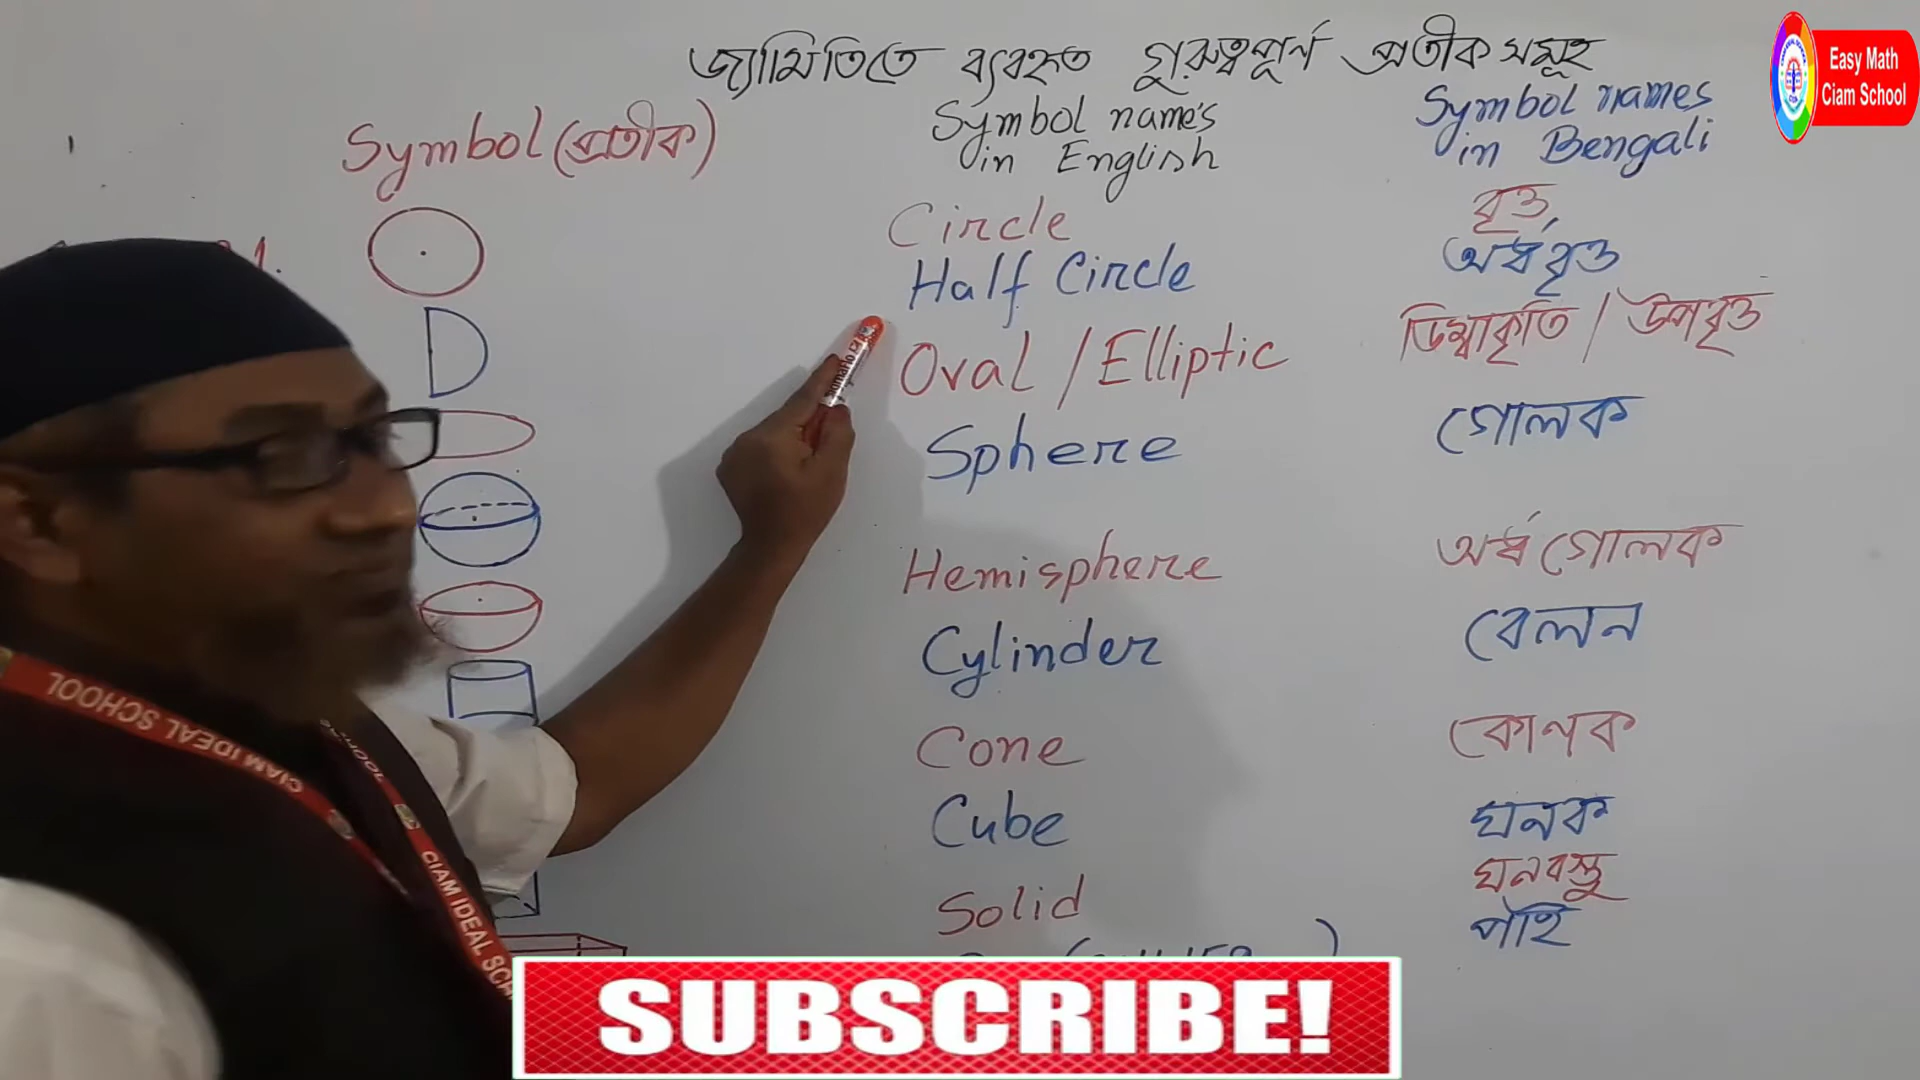 জ্যামিতিতে ব্যবহৃত গুরুত্বপূর্ণ প্রতীক সমূহ
Easy Math
Ciam School
Symbol (প্রতীক)
Symbol name's
in English
Symbol names
in Bengali
1.
Circle
বৃত্ত
Half Circle
অর্ধবৃত্ত
Oval / Elliptic
ডিম্বাকৃতি / উপবৃত্ত
Sphere
গোলক
Hemisphere
অর্ধ গোলক
Cylinder
বেলন
Cone
কোণক
Cube
ঘনক
Solid
ঘনবস্তু
পাই
CIAM IDEAL SCHOOL
CIAM IDEAL SC
SUBSCRIBE!